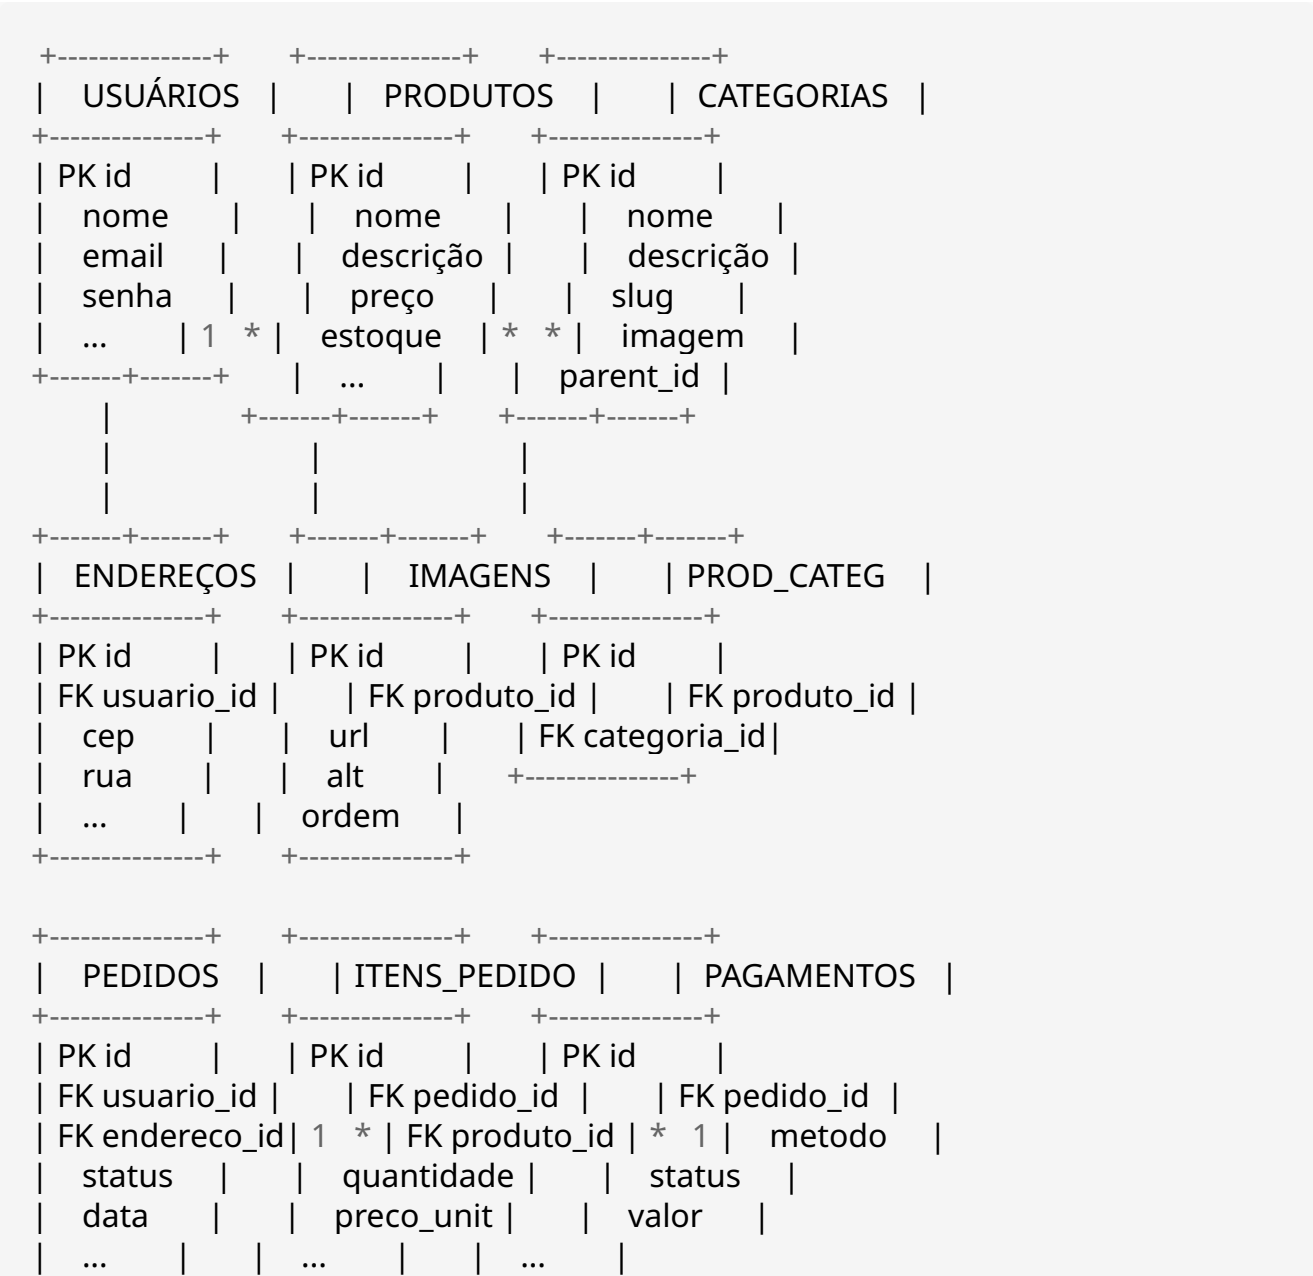 +---------------+ +---------------+ +---------------+
| USUÁRIOS | | PRODUTOS | | CATEGORIAS |
+---------------+ +---------------+ +---------------+
| PK id | | PK id | | PK id |
| nome | | nome | | nome |
| email | | descrição | | descrição |
| senha | | preço | | slug |
| ... | 1 * | estoque | * * | imagem |
+-------+-------+ | ... | | parent_id |
| +-------+-------+ +-------+-------+
| | |
| | |
+-------+-------+ +-------+-------+ +-------+-------+
| ENDEREÇOS | | IMAGENS | | PROD_CATEG |
+---------------+ +---------------+ +---------------+
| PK id | | PK id | | PK id |
| FK usuario_id | | FK produto_id | | FK produto_id |
| cep | | url | | FK categoria_id|
| rua | | alt | +---------------+
| ... | | ordem |
+---------------+ +---------------+
+---------------+ +---------------+ +---------------+
| PEDIDOS | | ITENS_PEDIDO | | PAGAMENTOS |
+---------------+ +---------------+ +---------------+
| PK id | | PK id | | PK id |
| FK usuario_id | | FK pedido_id | | FK pedido_id |
| FK endereco_id| 1 * | FK produto_id | * 1 | metodo |
| status | | quantidade | | status |
| data | | preco_unit | | valor |
| ... | | ... | | ... |